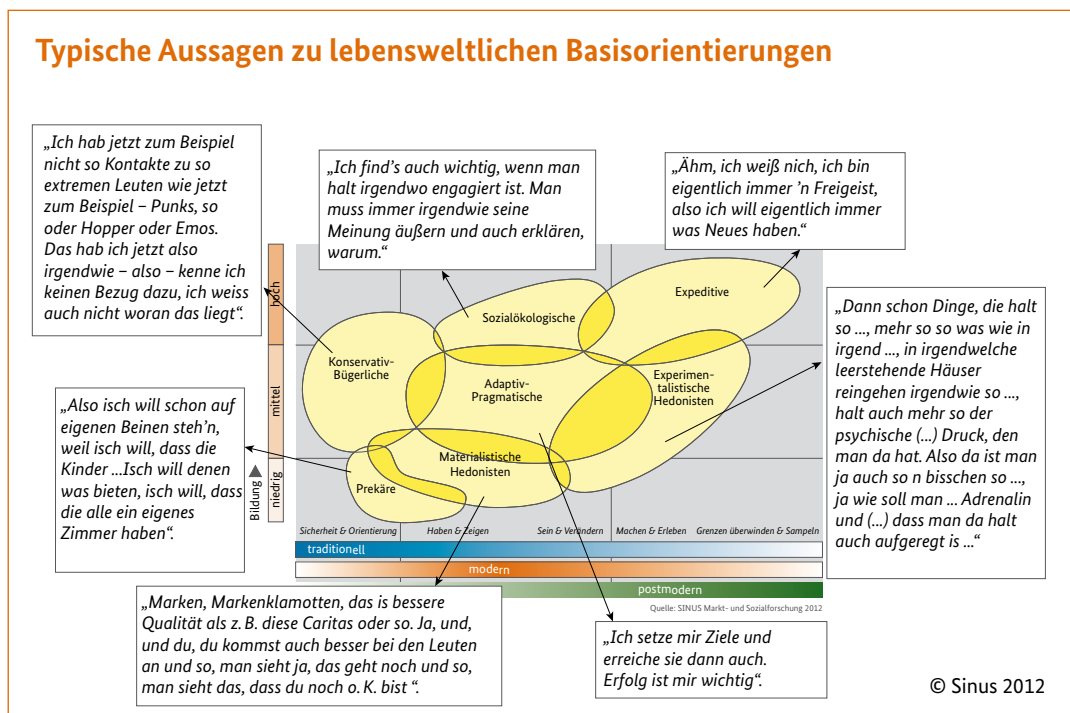 Typische Aussagen zu lebensweltlichen Basisorientierungen
„Ich hab jetzt zum Beispiel
nicht so Kontakte zu so
extremen Leuten wie jetzt
zum Beispiel – Punks, so
oder Hopper oder Emos.
Das hab ich jetzt also
irgendwie – also – kenne ich
keinen Bezug dazu, ich weiss
auch nicht woran das liegt“.
„Ich find’s auch wichtig, wenn man
halt irgendwo engagiert ist. Man
muss immer irgendwie seine
Meinung äußern und auch erklären,
warum.“
„Ähm, ich weiß nich, ich bin
eigentlich immer ’n Freigeist,
also ich will eigentlich immer
was Neues haben.“
„Also isch will schon auf
eigenen Beinen steh’n,
weil isch will, dass die
Kinder ...Isch will denen
was bieten, isch will, dass
die alle ein eigenes
Zimmer haben“.
„Dann schon Dinge, die halt
so ..., mehr so so was wie in
irgend ..., in irgendwelche
leerstehende Häuser
reingehen irgendwie so ...,
halt auch mehr so der
psychische (...) Druck, den
man da hat. Also da ist man
ja auch so n bisschen so ...,
ja wie soll man ... Adrenalin
und (...) dass man da halt
auch aufgeregt is ...“
hoch
mittel
niedrig
Bildung
Expeditive
Sozialökologische
Konservativ-
Bügerliche
Adaptiv-
Pragmatische
Experimen-
talistische
Hedonisten
Materialistische
Hedonisten
Prekäre
Sicherheit & Orientierung
Haben & Zeigen
Sein & Verändern
Machen & Erleben
Grenzen überwinden & Sampeln
traditionell
modern
postmodern
Quelle: SINUS Markt- und Sozialforschung 2012
„Marken, Markenklamotten, das is bessere
Qualität als z. B. diese Caritas oder so. Ja, und,
und du, du kommst auch besser bei den Leuten
an und so, man sieht ja, das geht noch und so,
man sieht das, dass du noch o. K. bist “.
„Ich setze mir Ziele und
erreiche sie dann auch.
Erfolg ist mir wichtig“.
© Sinus 2012